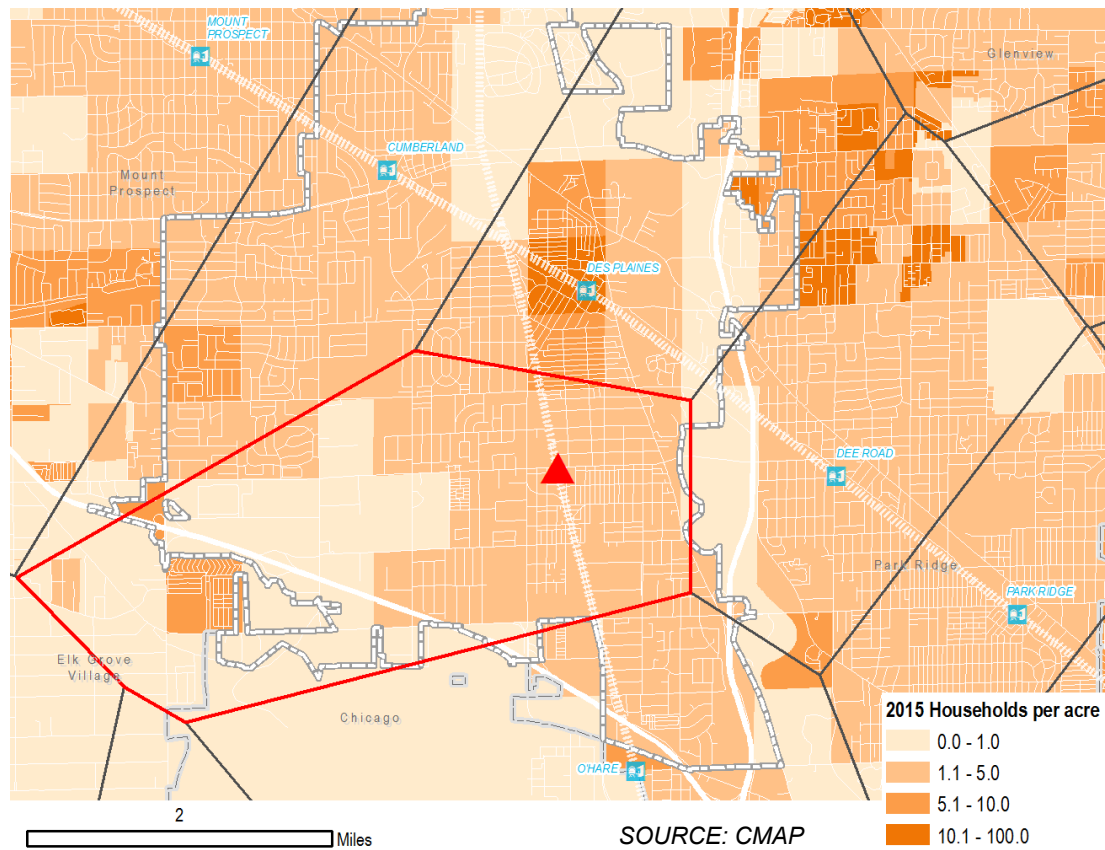 MOUNT
PROSPECT
Glenview
CUMBERLAND
Mount
Prospect
DES PLAINES
DEE ROAD
Park Ridge
PARK RIDGE
Elk Grove
Village
Chicago
O'HARE
2015 Households per acre
0.0 - 1.0
1.1 - 5.0
5.1 - 10.0
10.1 - 100.0
2
Miles
SOURCE: CMAP